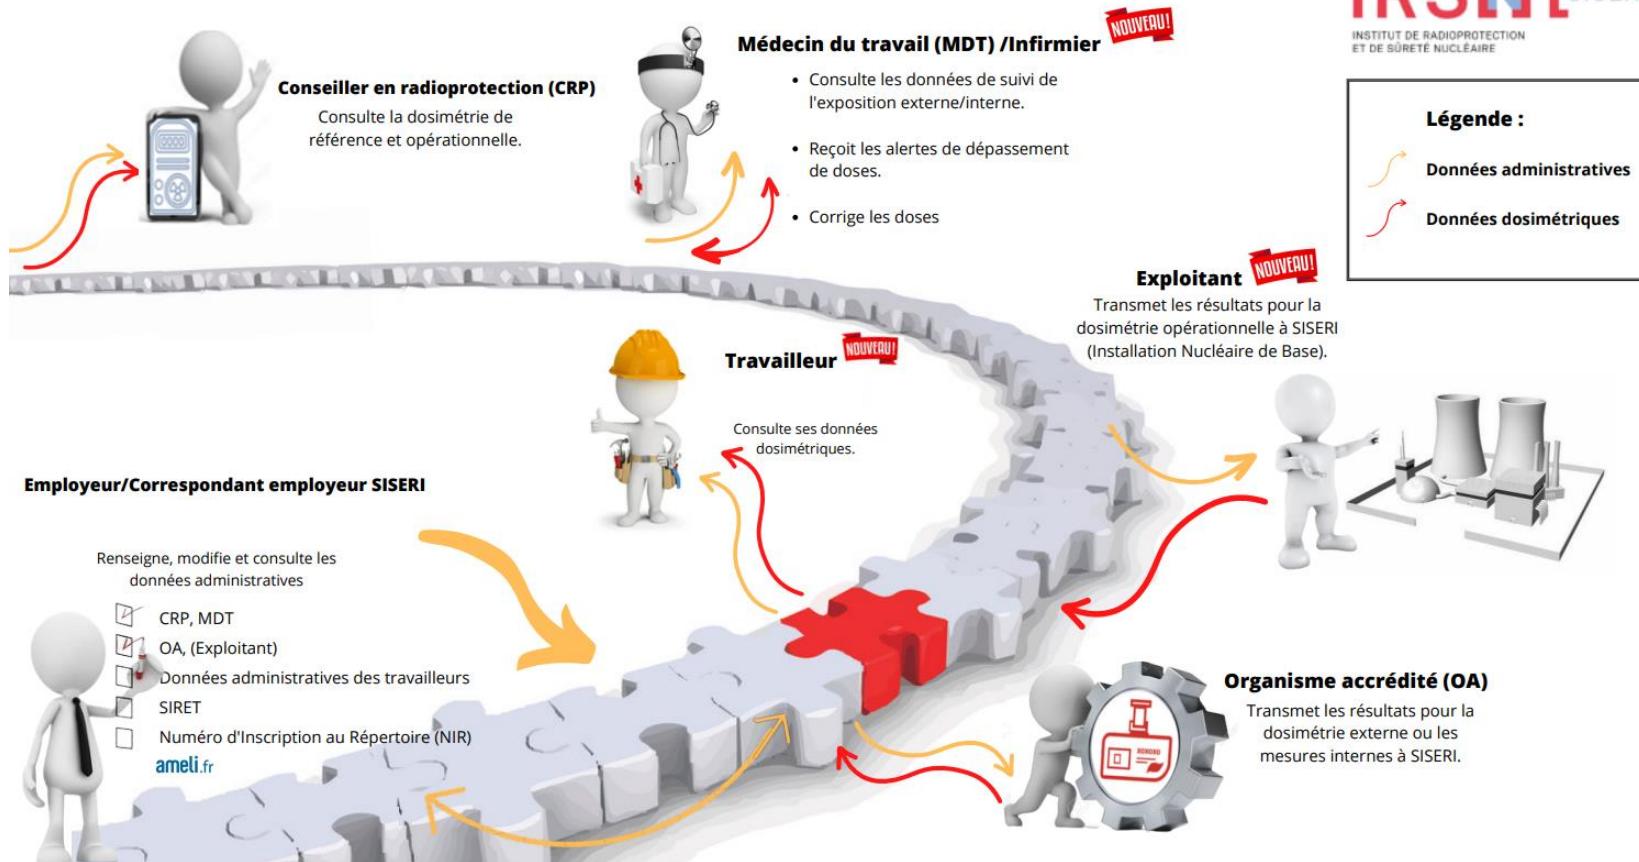 INSTITUT DE RADIOPROTECTION
ET DE SÛRETÉ NUCLÉAIRE
NOUVEAU!
Médecin du travail (MDT) /Infirmier
• Consulte les données de suivi de
l'exposition externe/interne.
• Reçoit les alertes de dépassement
de doses.
• Corrige les doses
Conseiller en radioprotection (CRP)
Consulte la dosimétrie de
référence et opérationnelle.
Légende :
Données administratives
Données dosimétriques
Exploitant
NOUVEAU!
Transmet les résultats pour la
dosimétrie opérationnelle à SISERI
(Installation Nucléaire de Base).
Travailleur
NOUVEAU!
Consulte ses données
dosimétriques.
Employeur/Correspondant employeur SISERI
Renseigne, modifie et consulte les
données administratives
CRP, MDT
OA, (Exploitant)
Données administratives des travailleurs
SIRET
Numéro d'Inscription au Répertoire (NIR)
ameli.fr
Organisme accrédité (OA)
Transmet les résultats pour la
dosimétrie externe ou les
mesures internes à SISERI.